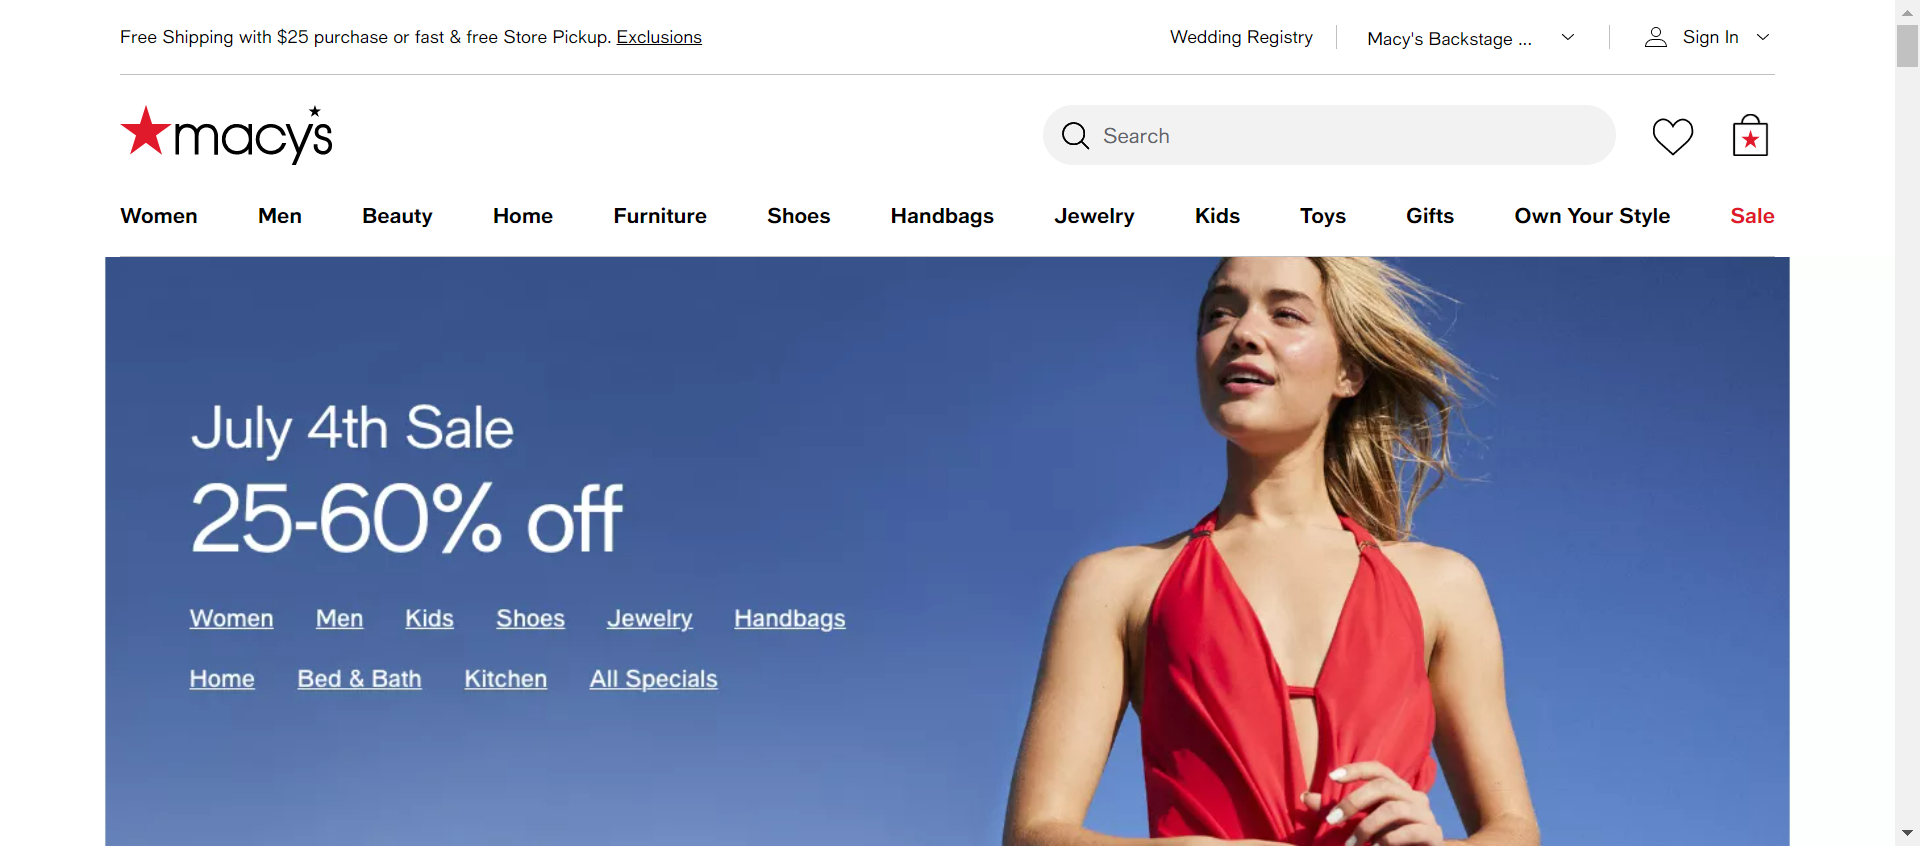 Free Shipping with $25 purchase or fast & free Store Pickup. Exclusions
Wedding Registry
Macy's Backstage ...
Sign In
macy's
Search
Women Men Beauty Home Furniture Shoes Handbags Jewelry Kids Toys Gifts Own Your Style Sale
July 4th Sale
25-60% off
Women Men Kids Shoes Jewelry Handbags
Home Bed & Bath Kitchen All Specials